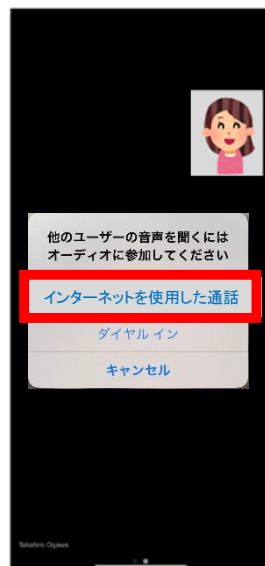 他のユーザーの音声を聞くには
オーディオに参加してください
インターネットを使用した通話
ダイヤル イン
キャンセル
Takahiro Ogawa